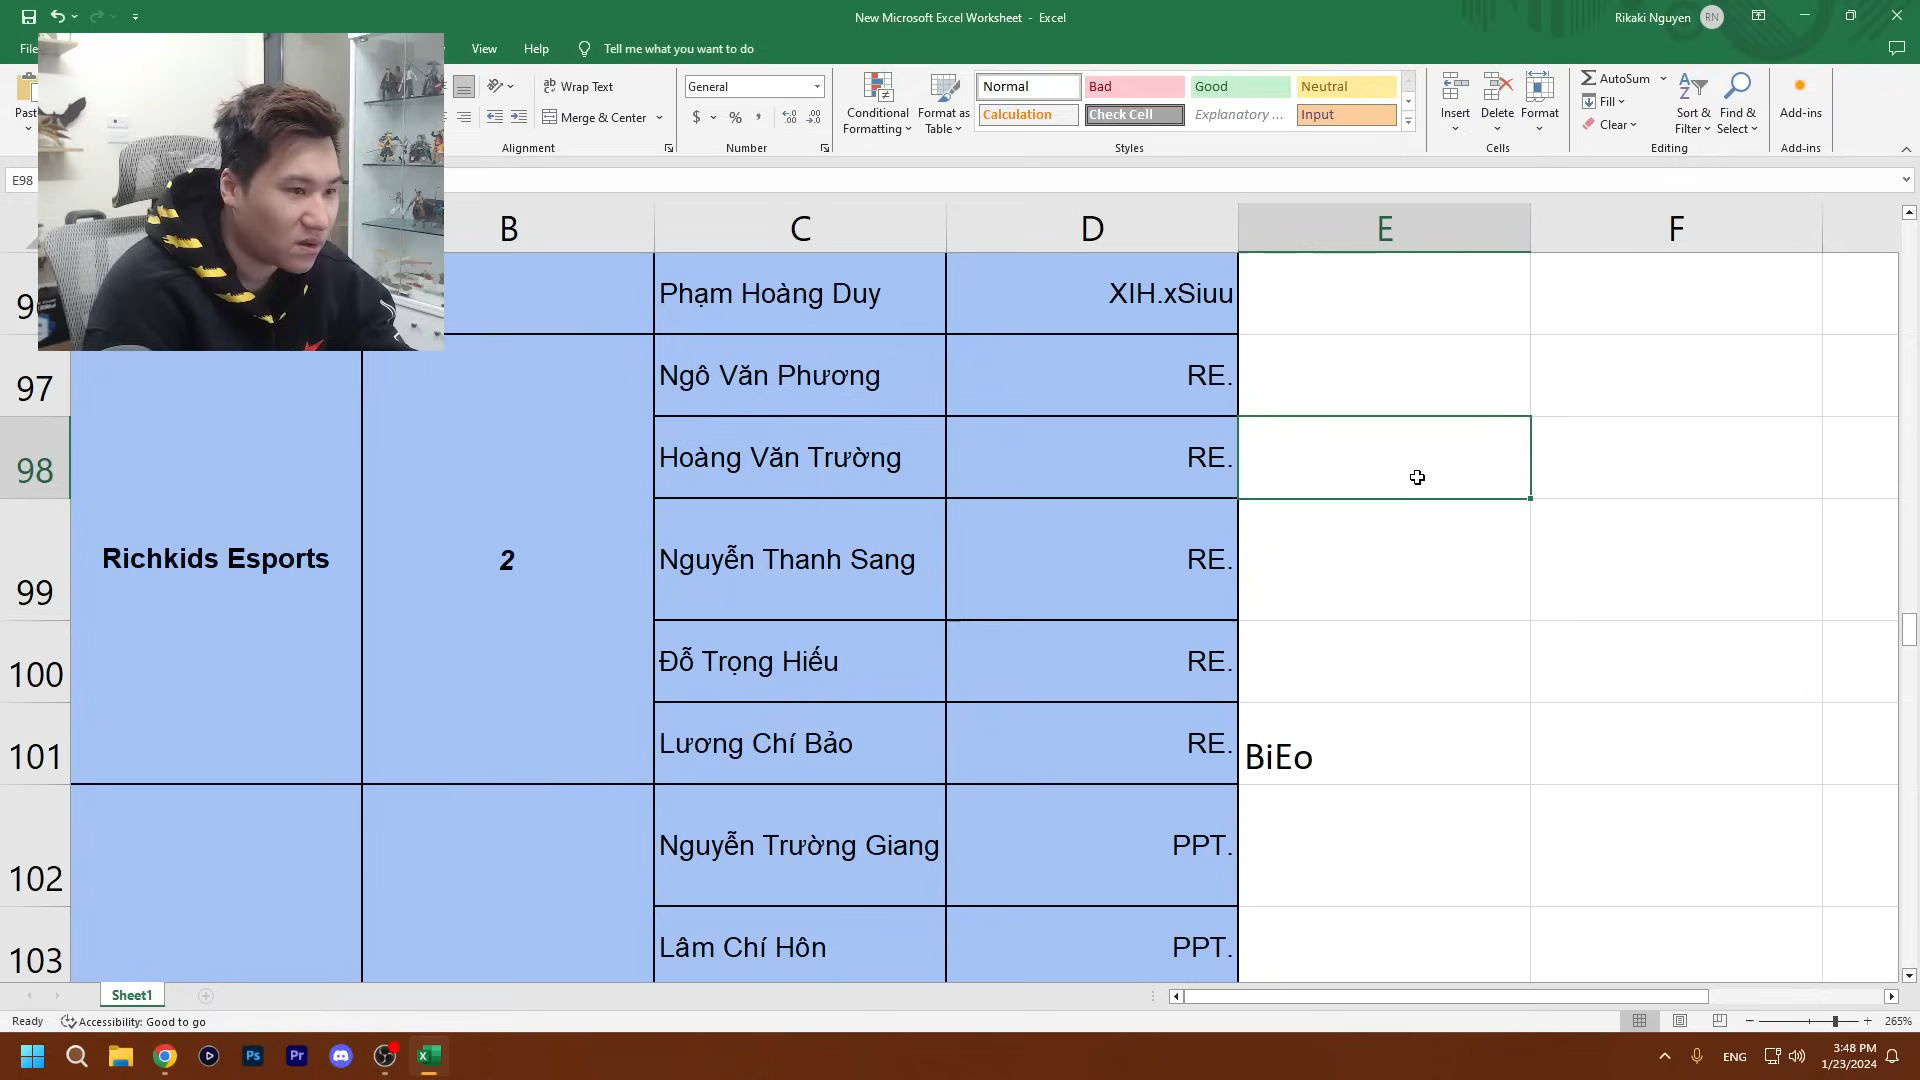 New Microsoft Excel Worksheet - Excel
Rikaki Nguyen
RN
View
Help
Tell me what you want to do
Wrap Text
General
Merge & Center
$
%
Conditional Formatting
Format as Table
Normal
Bad
Good
Neutral
Calculation
Check Cell
Explanatory ...
Input
Insert
Delete
Format
AutoSum
Fill
Clear
Sort & Filter
Find & Select
Add-ins
Alignment
Number
Styles
Cells
Editing
Add-ins
E98
B
C
D
E
F
Phạm Hoàng Duy
XIH.xSiuu
97
Ngô Văn Phương
RE.
98
Hoàng Văn Trường
RE.
Richkids Esports
2
99
Nguyễn Thanh Sang
RE.
100
Đỗ Trọng Hiếu
RE.
101
Lương Chí Bảo
RE.
BiEo
102
Nguyễn Trường Giang
PPT.
103
Lâm Chí Hôn
PPT.
Sheet1
Ready
Accessibility: Good to go
265%
Ps
Pr
ENG
3:48 PM
1/23/2024